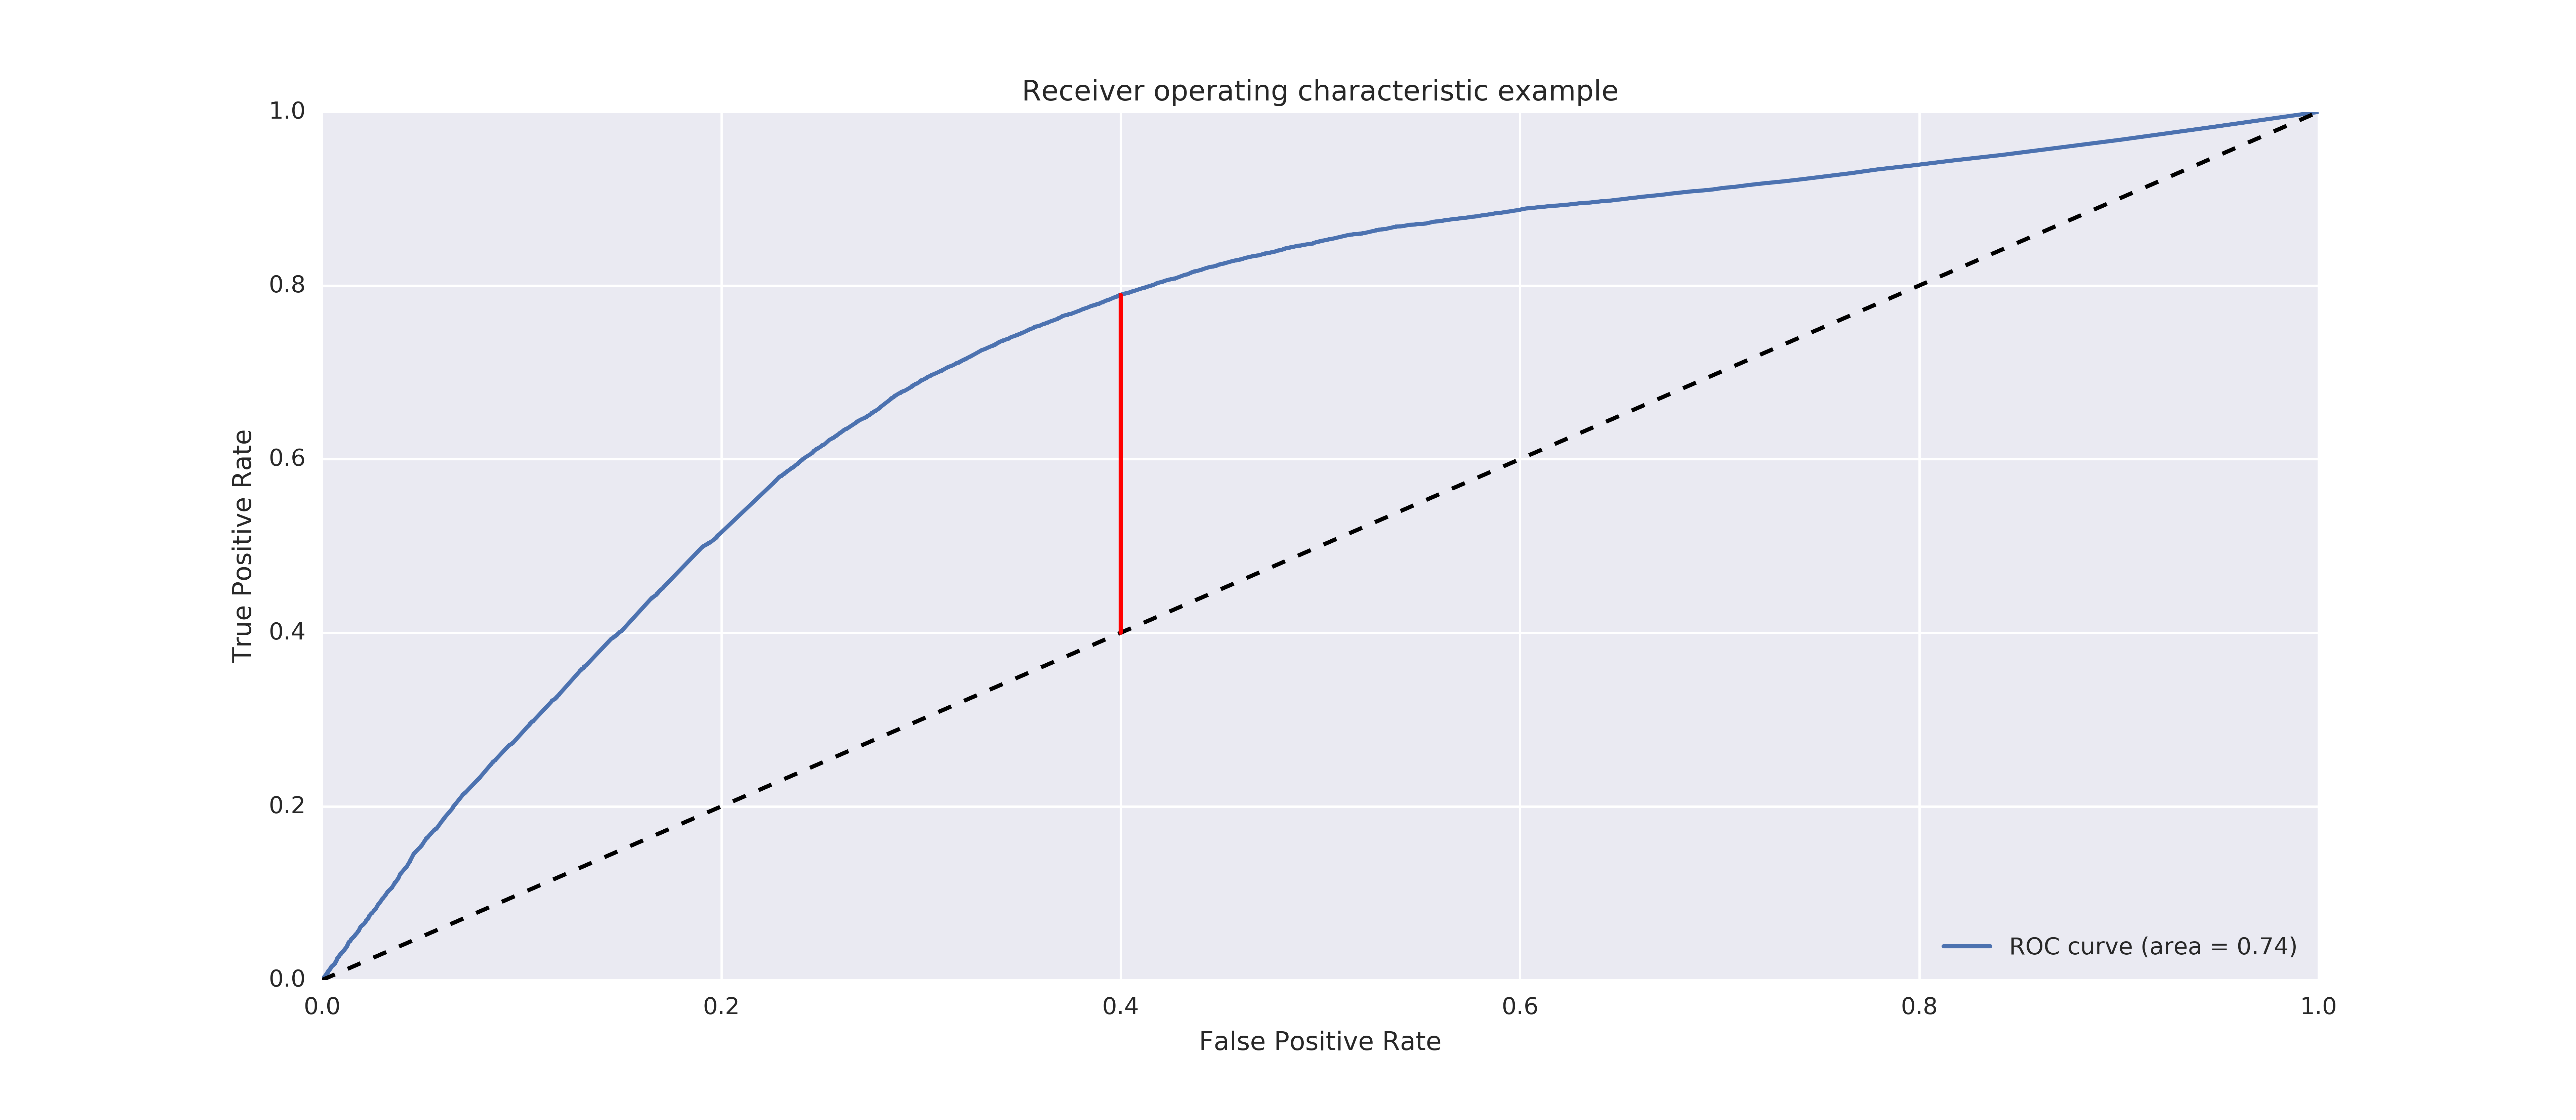 Receiver operating characteristic example
1.0
0.8
0.6
0.4
0.2
0.0
True Positive Rate
0.0 0.2 0.4 0.6 0.8 1.0
False Positive Rate
ROC curve (area = 0.74)